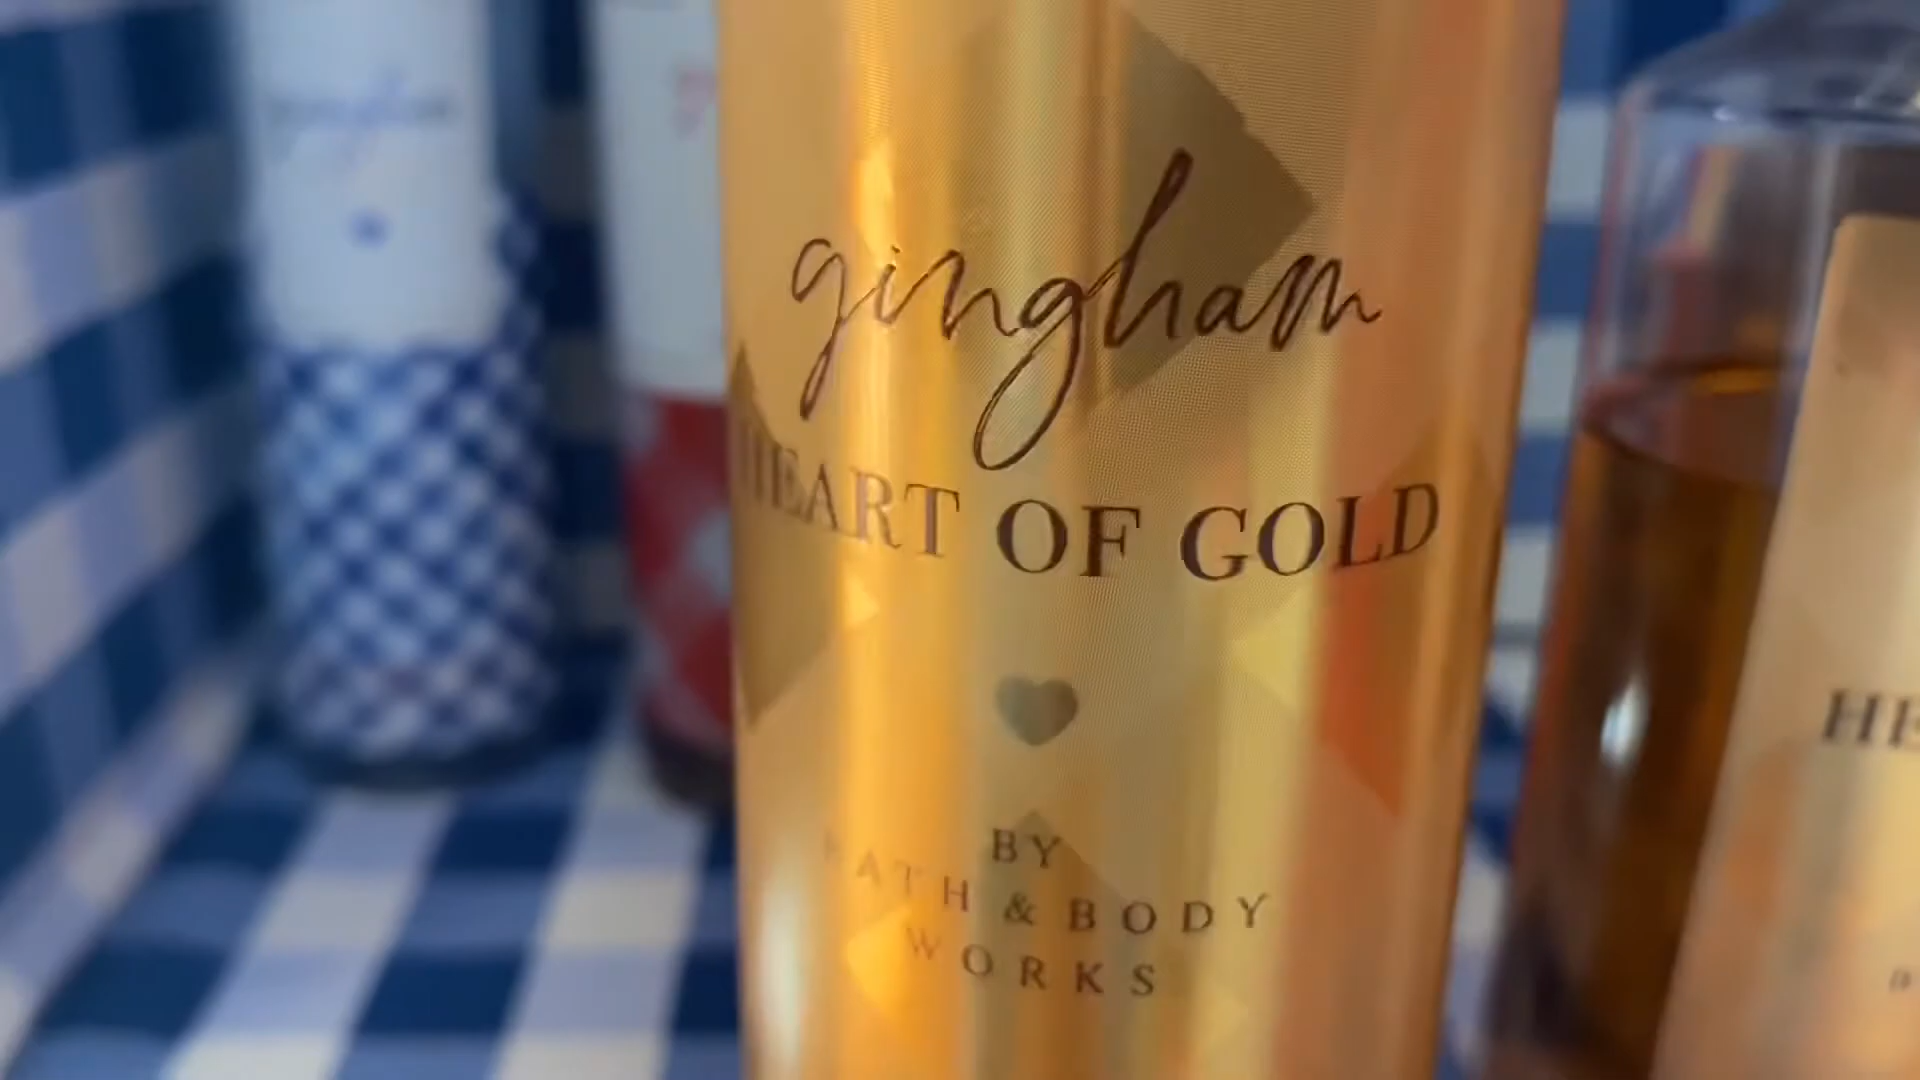 gingham
HEART OF GOLD
BY
BATH & BODY
WORKS